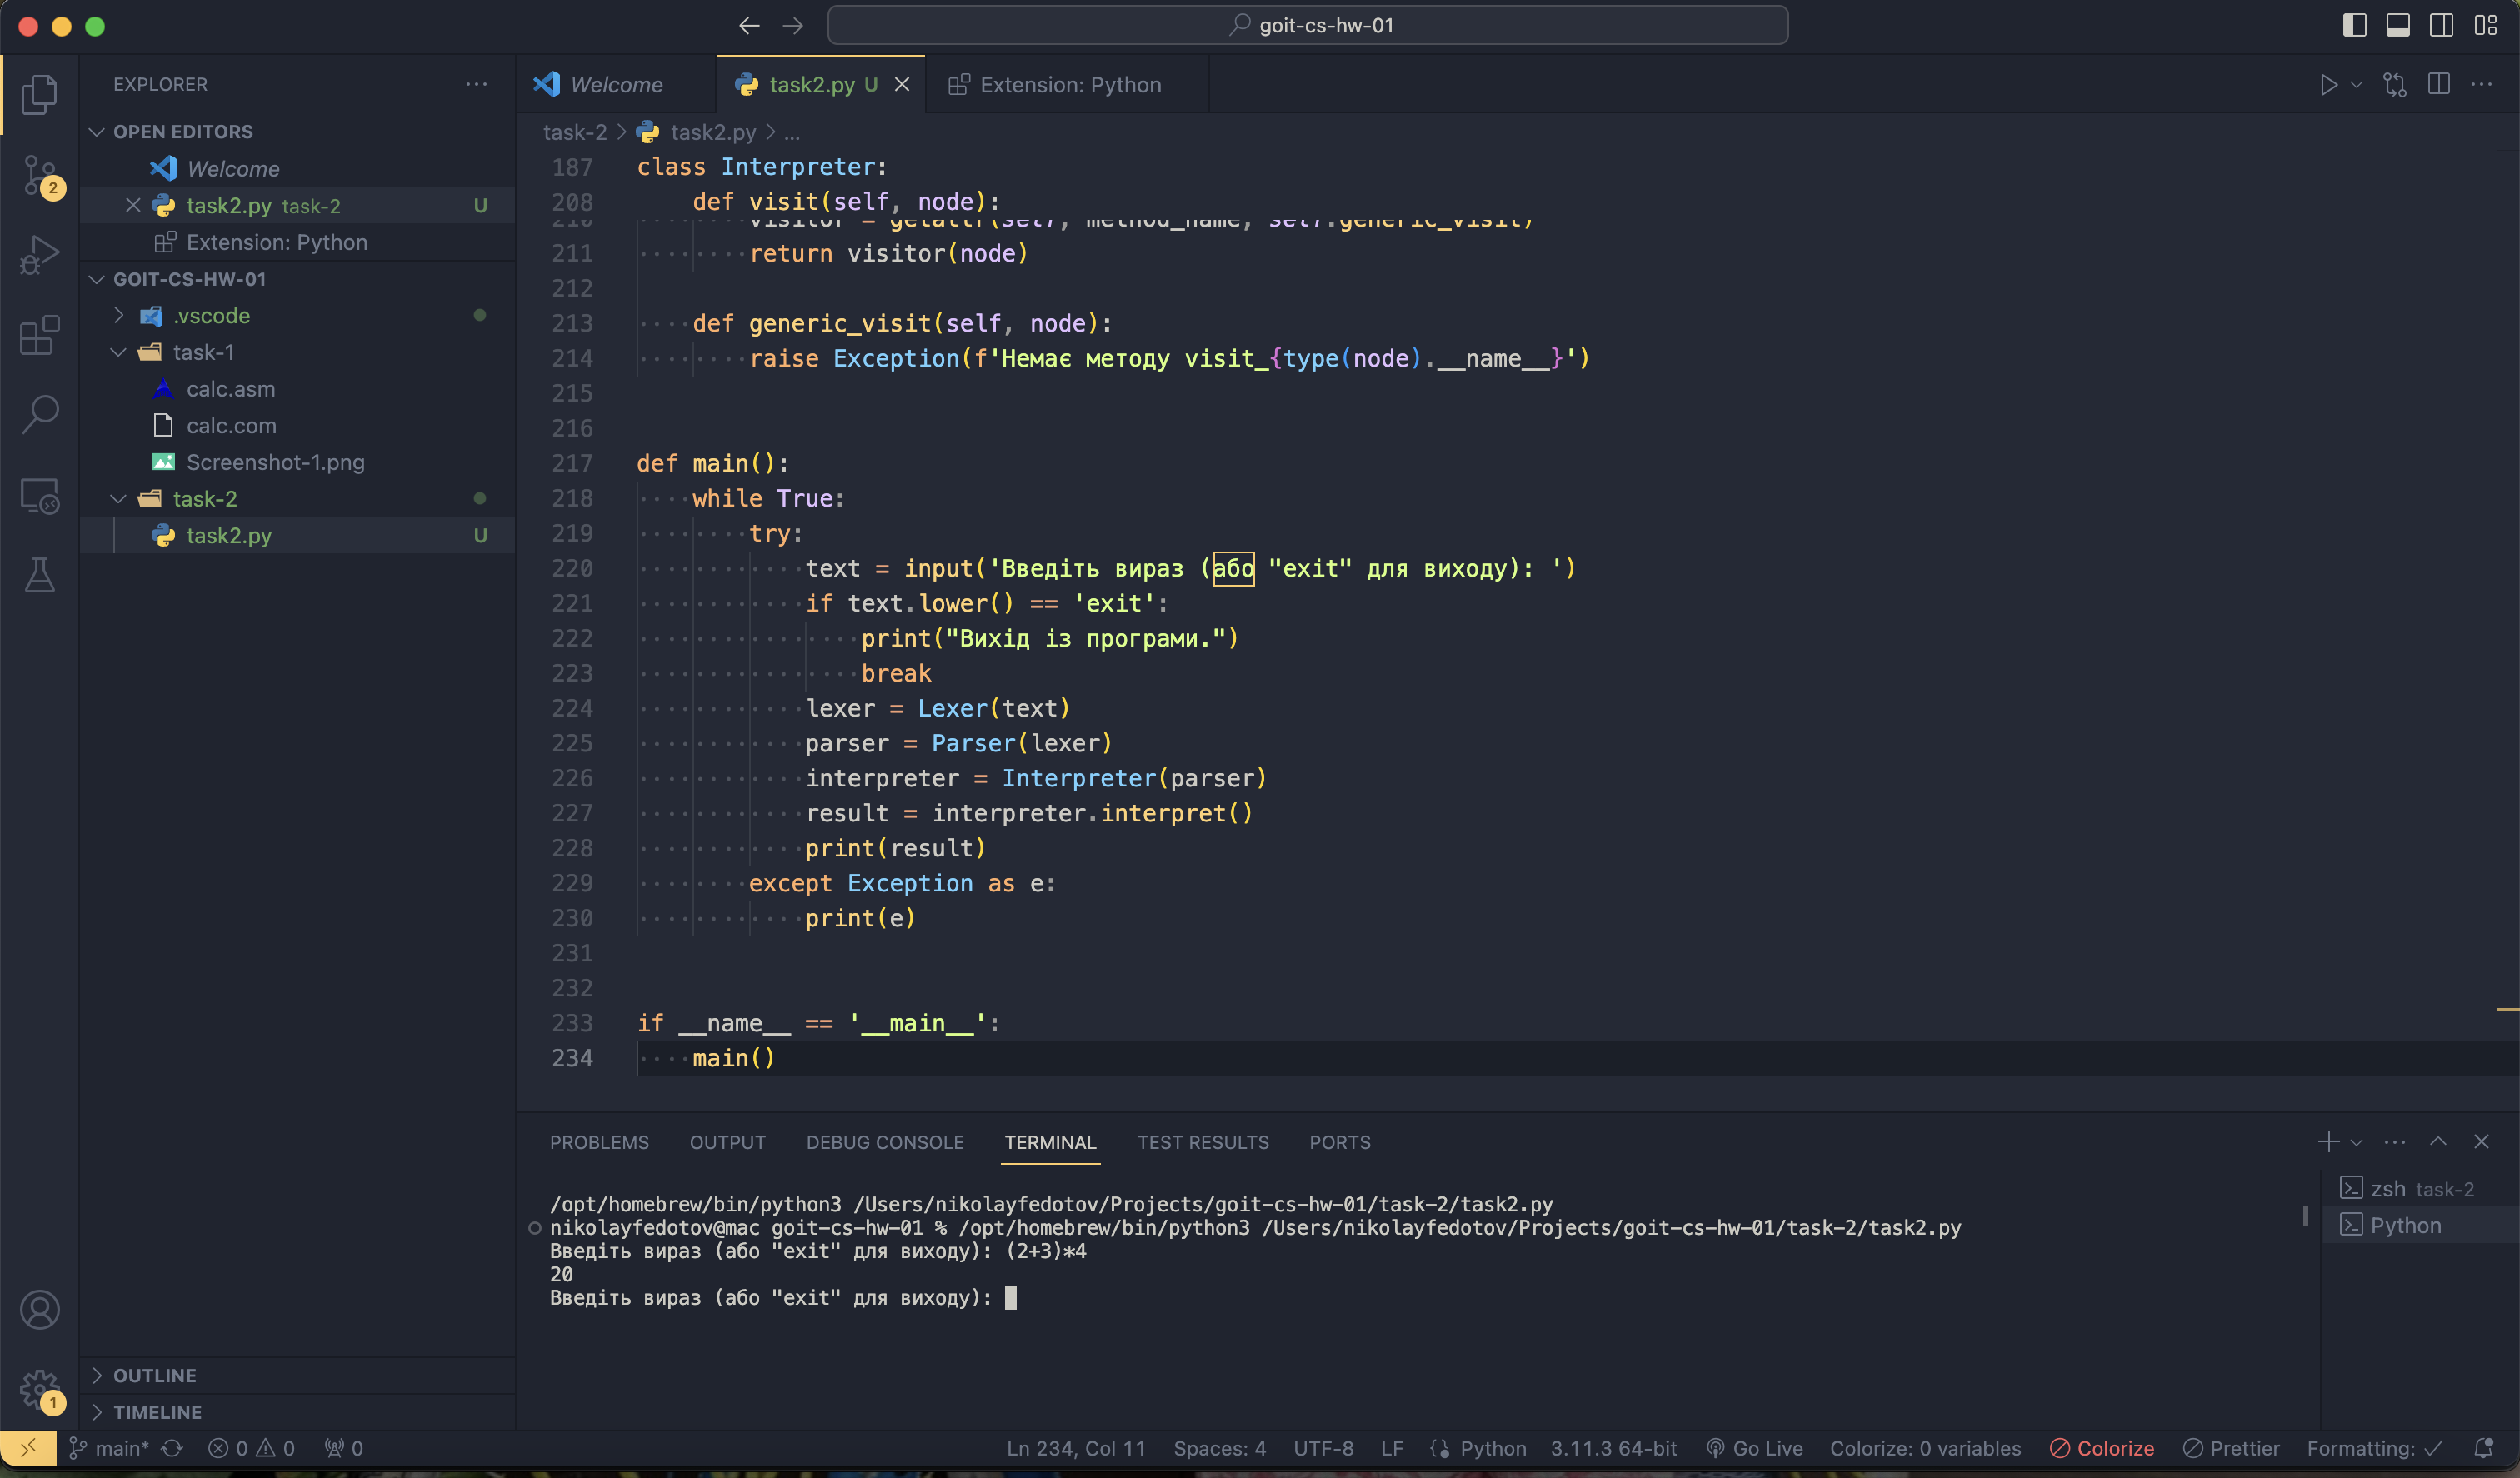 goit-cs-hw-01
EXPLORER
OPEN EDITORS
Welcome
task2.py task-2 U
Extension: Python
GOIT-CS-HW-01
.vscode
task-1
calc.asm
calc.com
Screenshot-1.png
task-2
task2.py U
OUTLINE
TIMELINE
2
1
Welcome
task2.py U
Extension: Python
task-2 > task2.py > ...
187 class Interpreter:
208 def visit(self, node):
210 visitor = getattr(self, method_name, self.generic_visit)
211 return visitor(node)
212
213 def generic_visit(self, node):
214 raise Exception(f'Немає методу visit_{type(node).__name__}')
215
216
217 def main():
218 while True:
219 try:
220 text = input('Введіть вираз (або "exit" для виходу): ')
221 if text.lower() == 'exit':
222 print("Вихід із програми.")
223 break
224 lexer = Lexer(text)
225 parser = Parser(lexer)
226 interpreter = Interpreter(parser)
227 result = interpreter.interpret()
228 print(result)
229 except Exception as e:
230 print(e)
231
232
233 if __name__ == '__main__':
234 main()
PROBLEMS OUTPUT DEBUG CONSOLE TERMINAL TEST RESULTS PORTS
/opt/homebrew/bin/python3 /Users/nikolayfedotov/Projects/goit-cs-hw-01/task-2/task2.py
nikolayfedotov@mac goit-cs-hw-01 % /opt/homebrew/bin/python3 /Users/nikolayfedotov/Projects/goit-cs-hw-01/task-2/task2.py
Введіть вираз (або "exit" для виходу): (2+3)*4
20
Введіть вираз (або "exit" для виходу):
zsh task-2
Python
main* 0 0 0 Ln 234, Col 11 Spaces: 4 UTF-8 LF Python 3.11.3 64-bit Go Live Colorize: 0 variables Colorize Prettier Formatting: